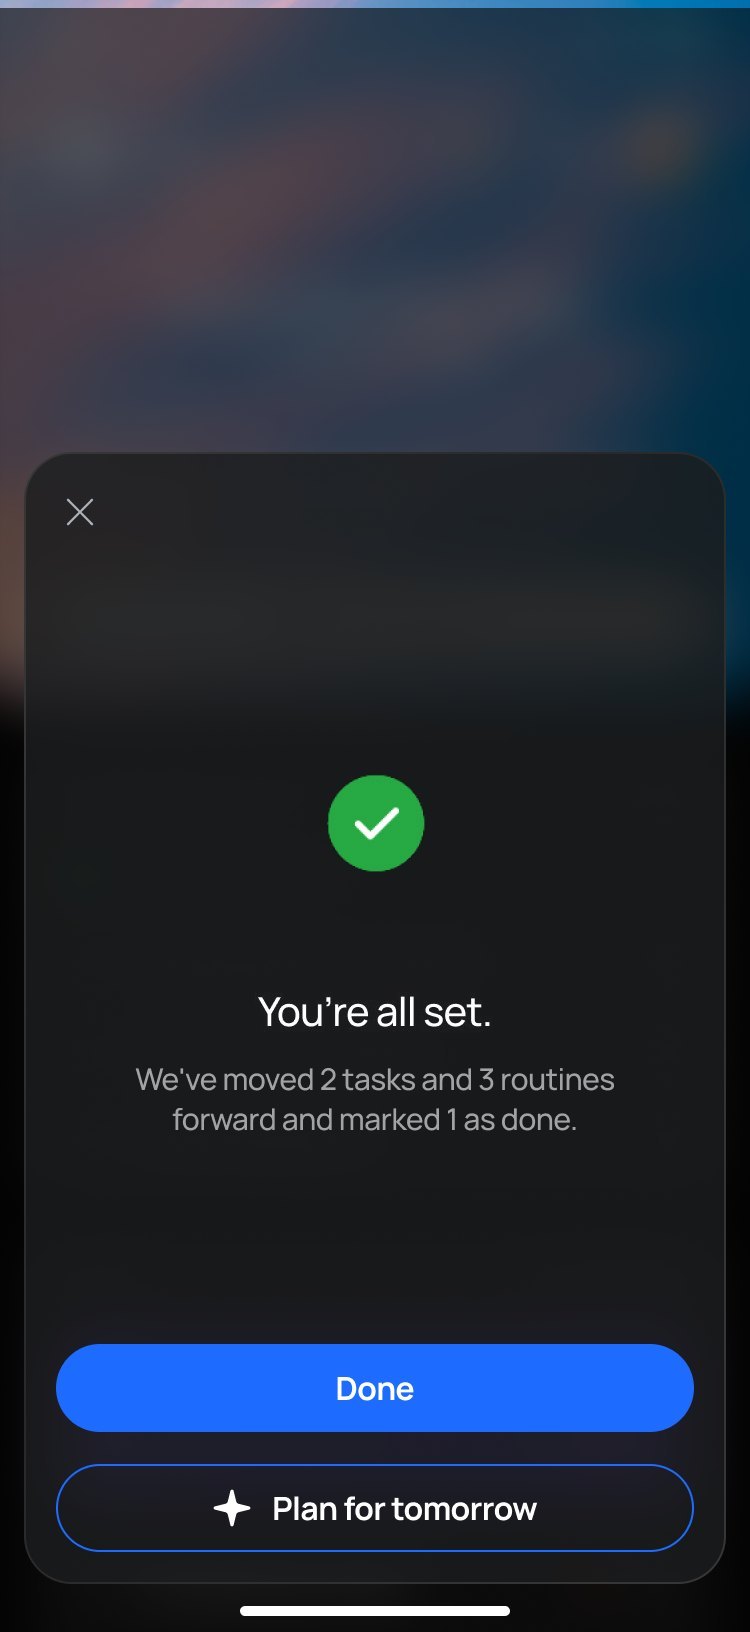 You’re all set.
We've moved 2 tasks and 3 routines
forward and marked 1 as done.
Done
Plan for tomorrow